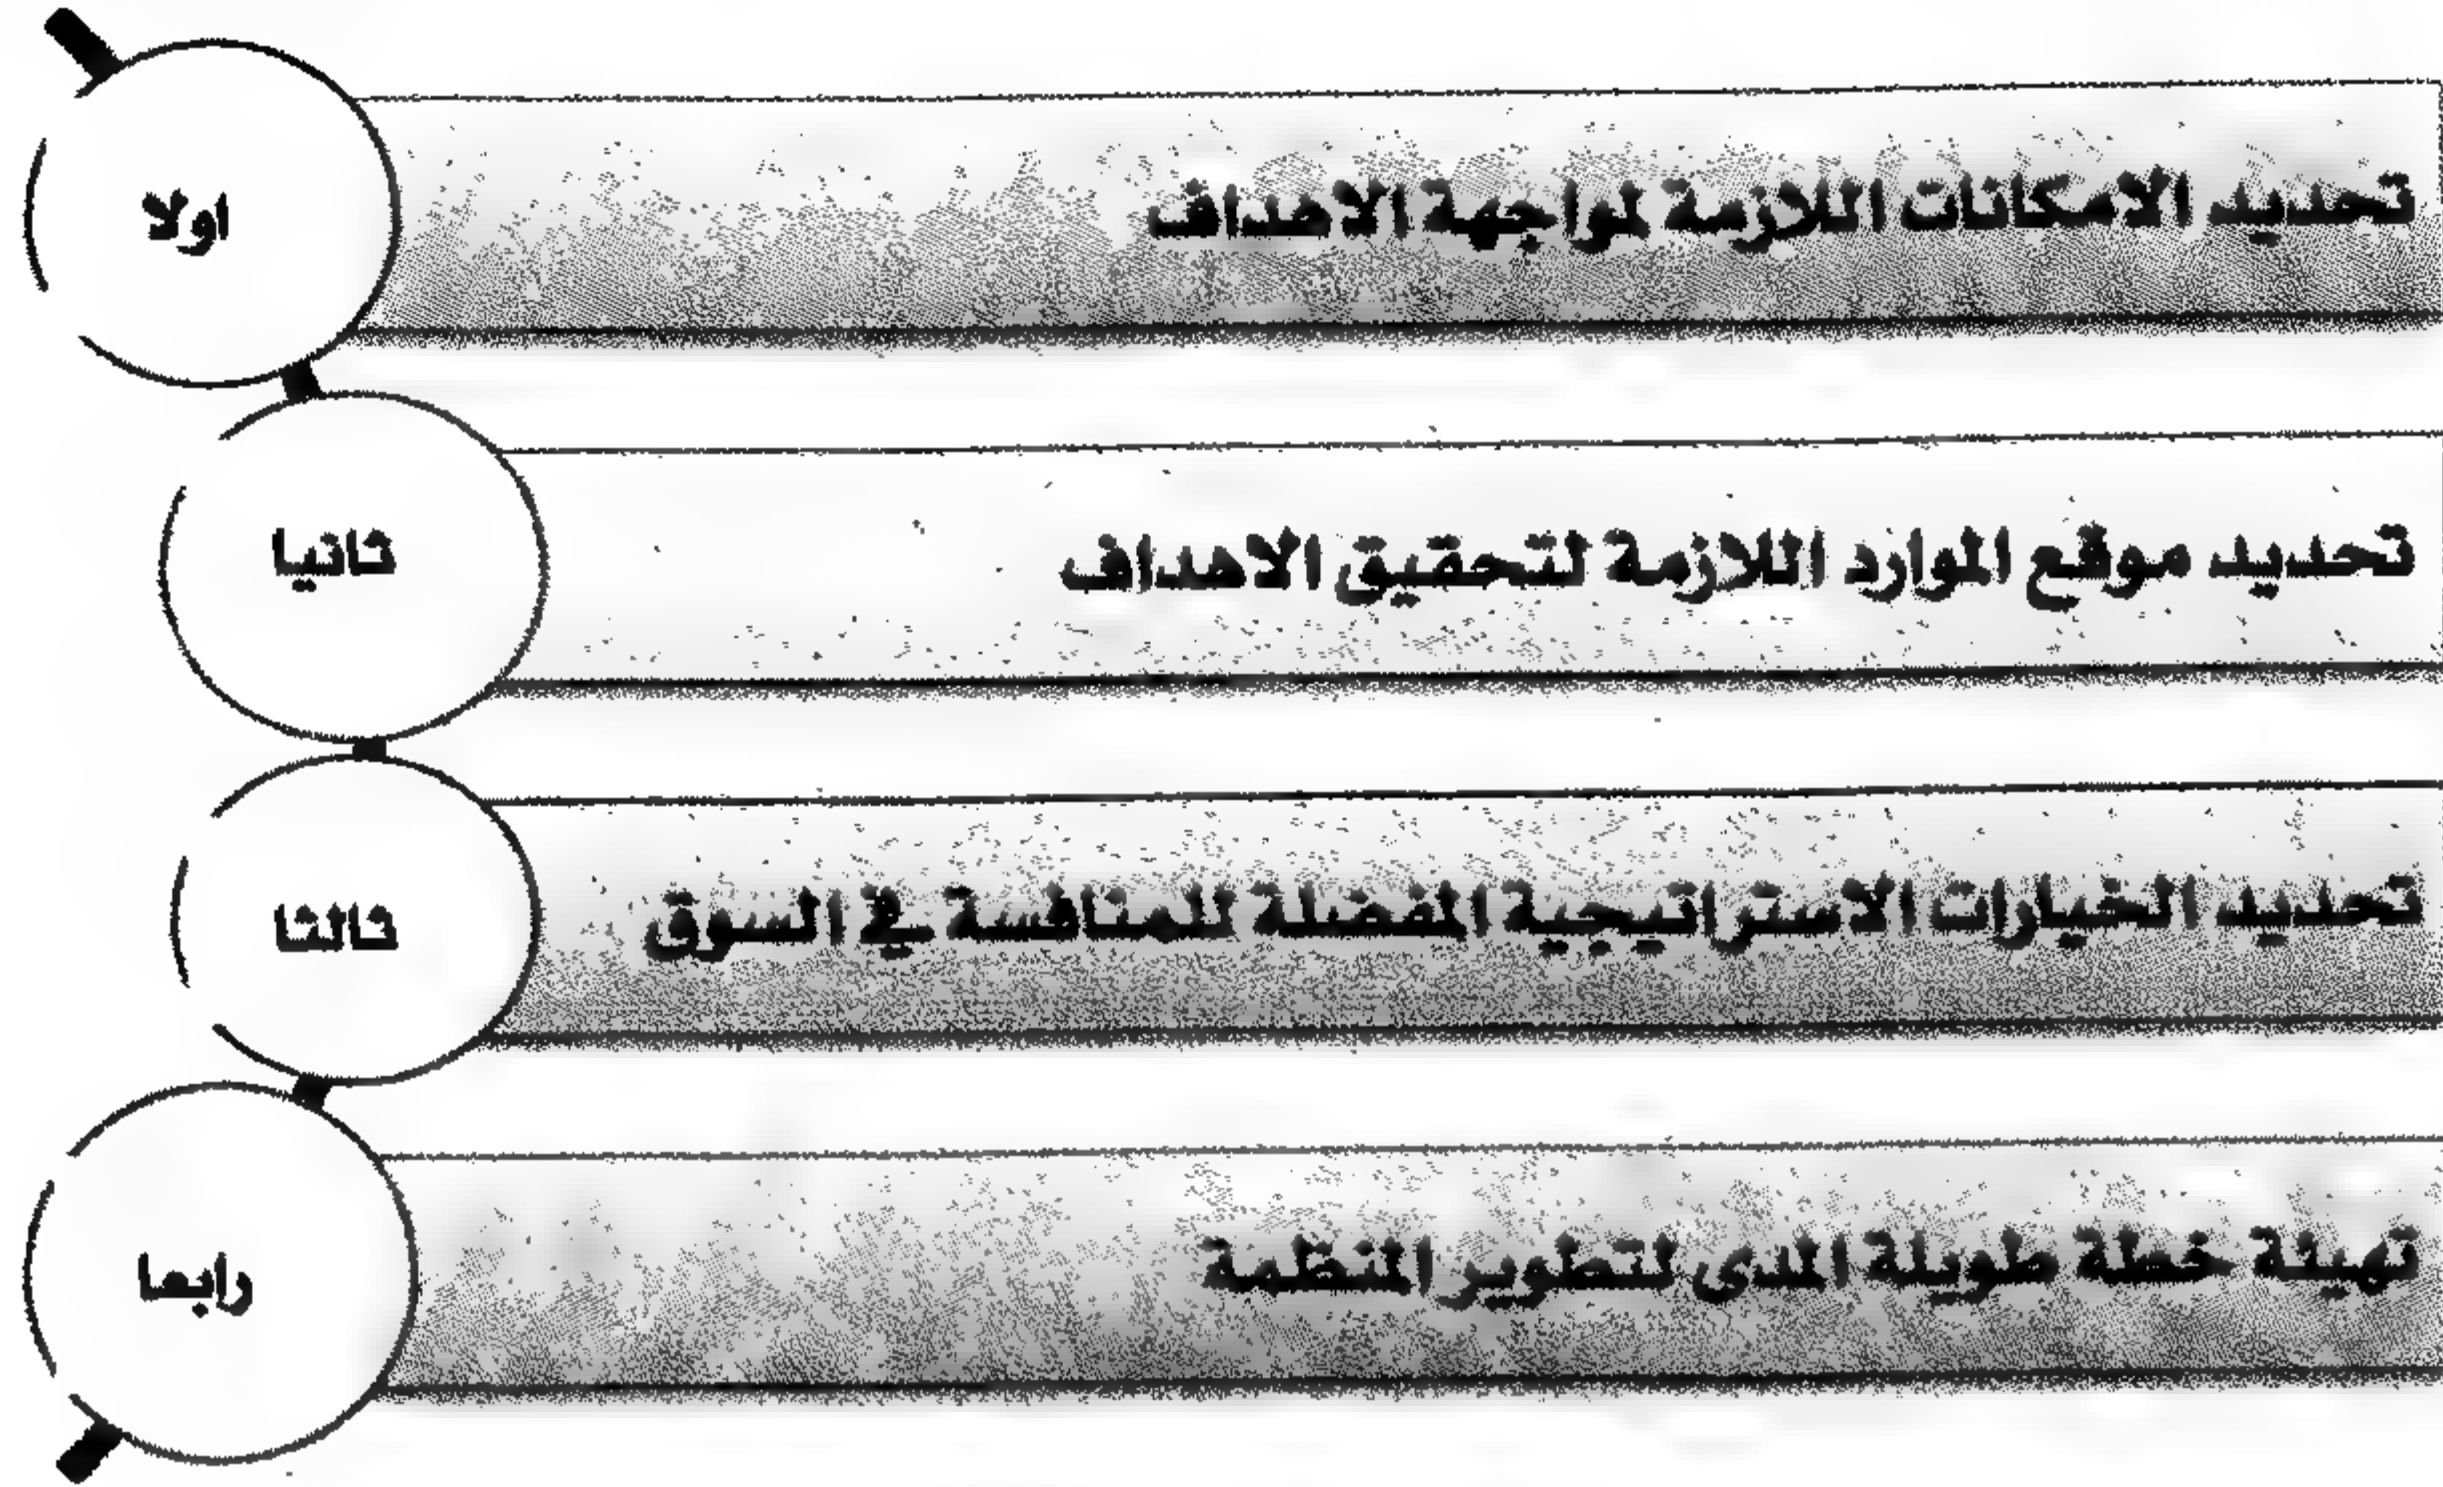 اولا
تحديد الامكانات اللازمة لمواجهة الاهداف
ثانيا
تحديد موقع الموارد اللازمة لتحقيق الاهداف
ثالثا
تحديد الخيارات الاستراتيجية المفضلة للمنافسة في السوق
رابعا
تهيئة خطة طويلة المدى لتطوير المنظمة